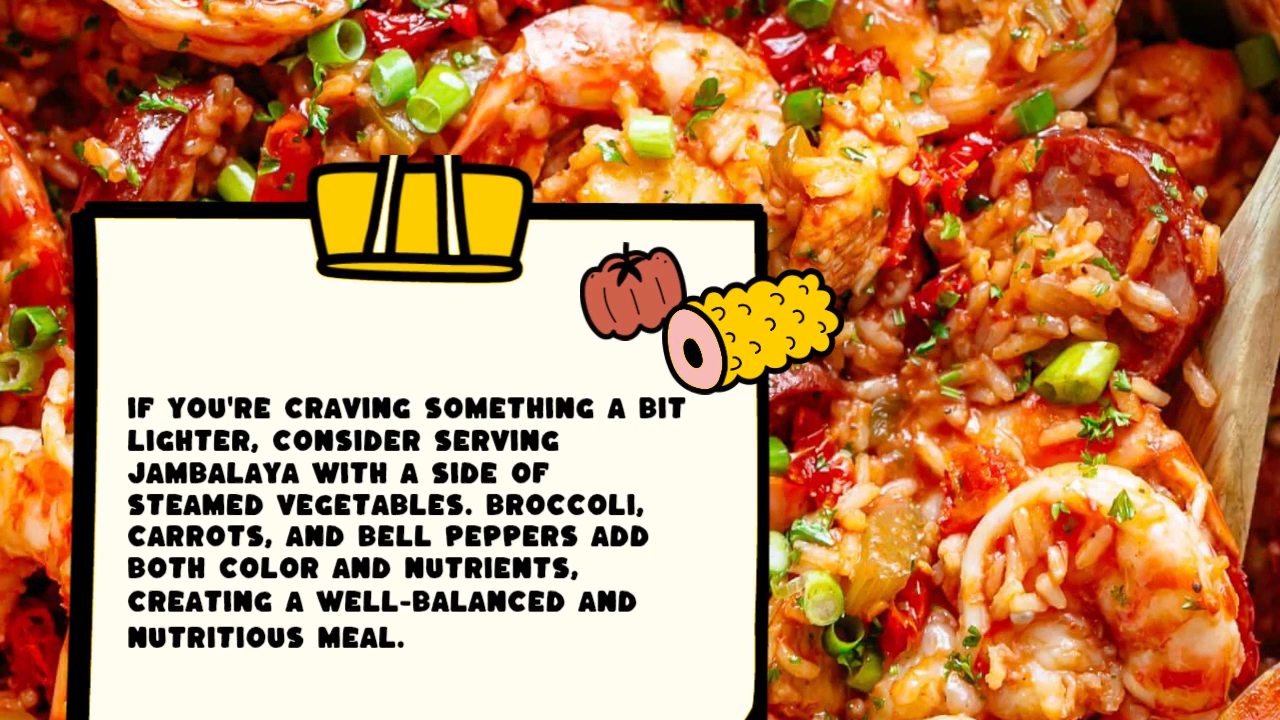 IF YOU'RE CRAVING SOMETHING A BIT
LIGHTER, CONSIDER SERVING
JAMBALAYA WITH A SIDE OF
STEAMED VEGETABLES. BROCCOLI,
CARROTS, AND BELL PEPPERS ADD
BOTH COLOR AND NUTRIENTS,
CREATING A WELL-BALANCED AND
NUTRITIOUS MEAL.